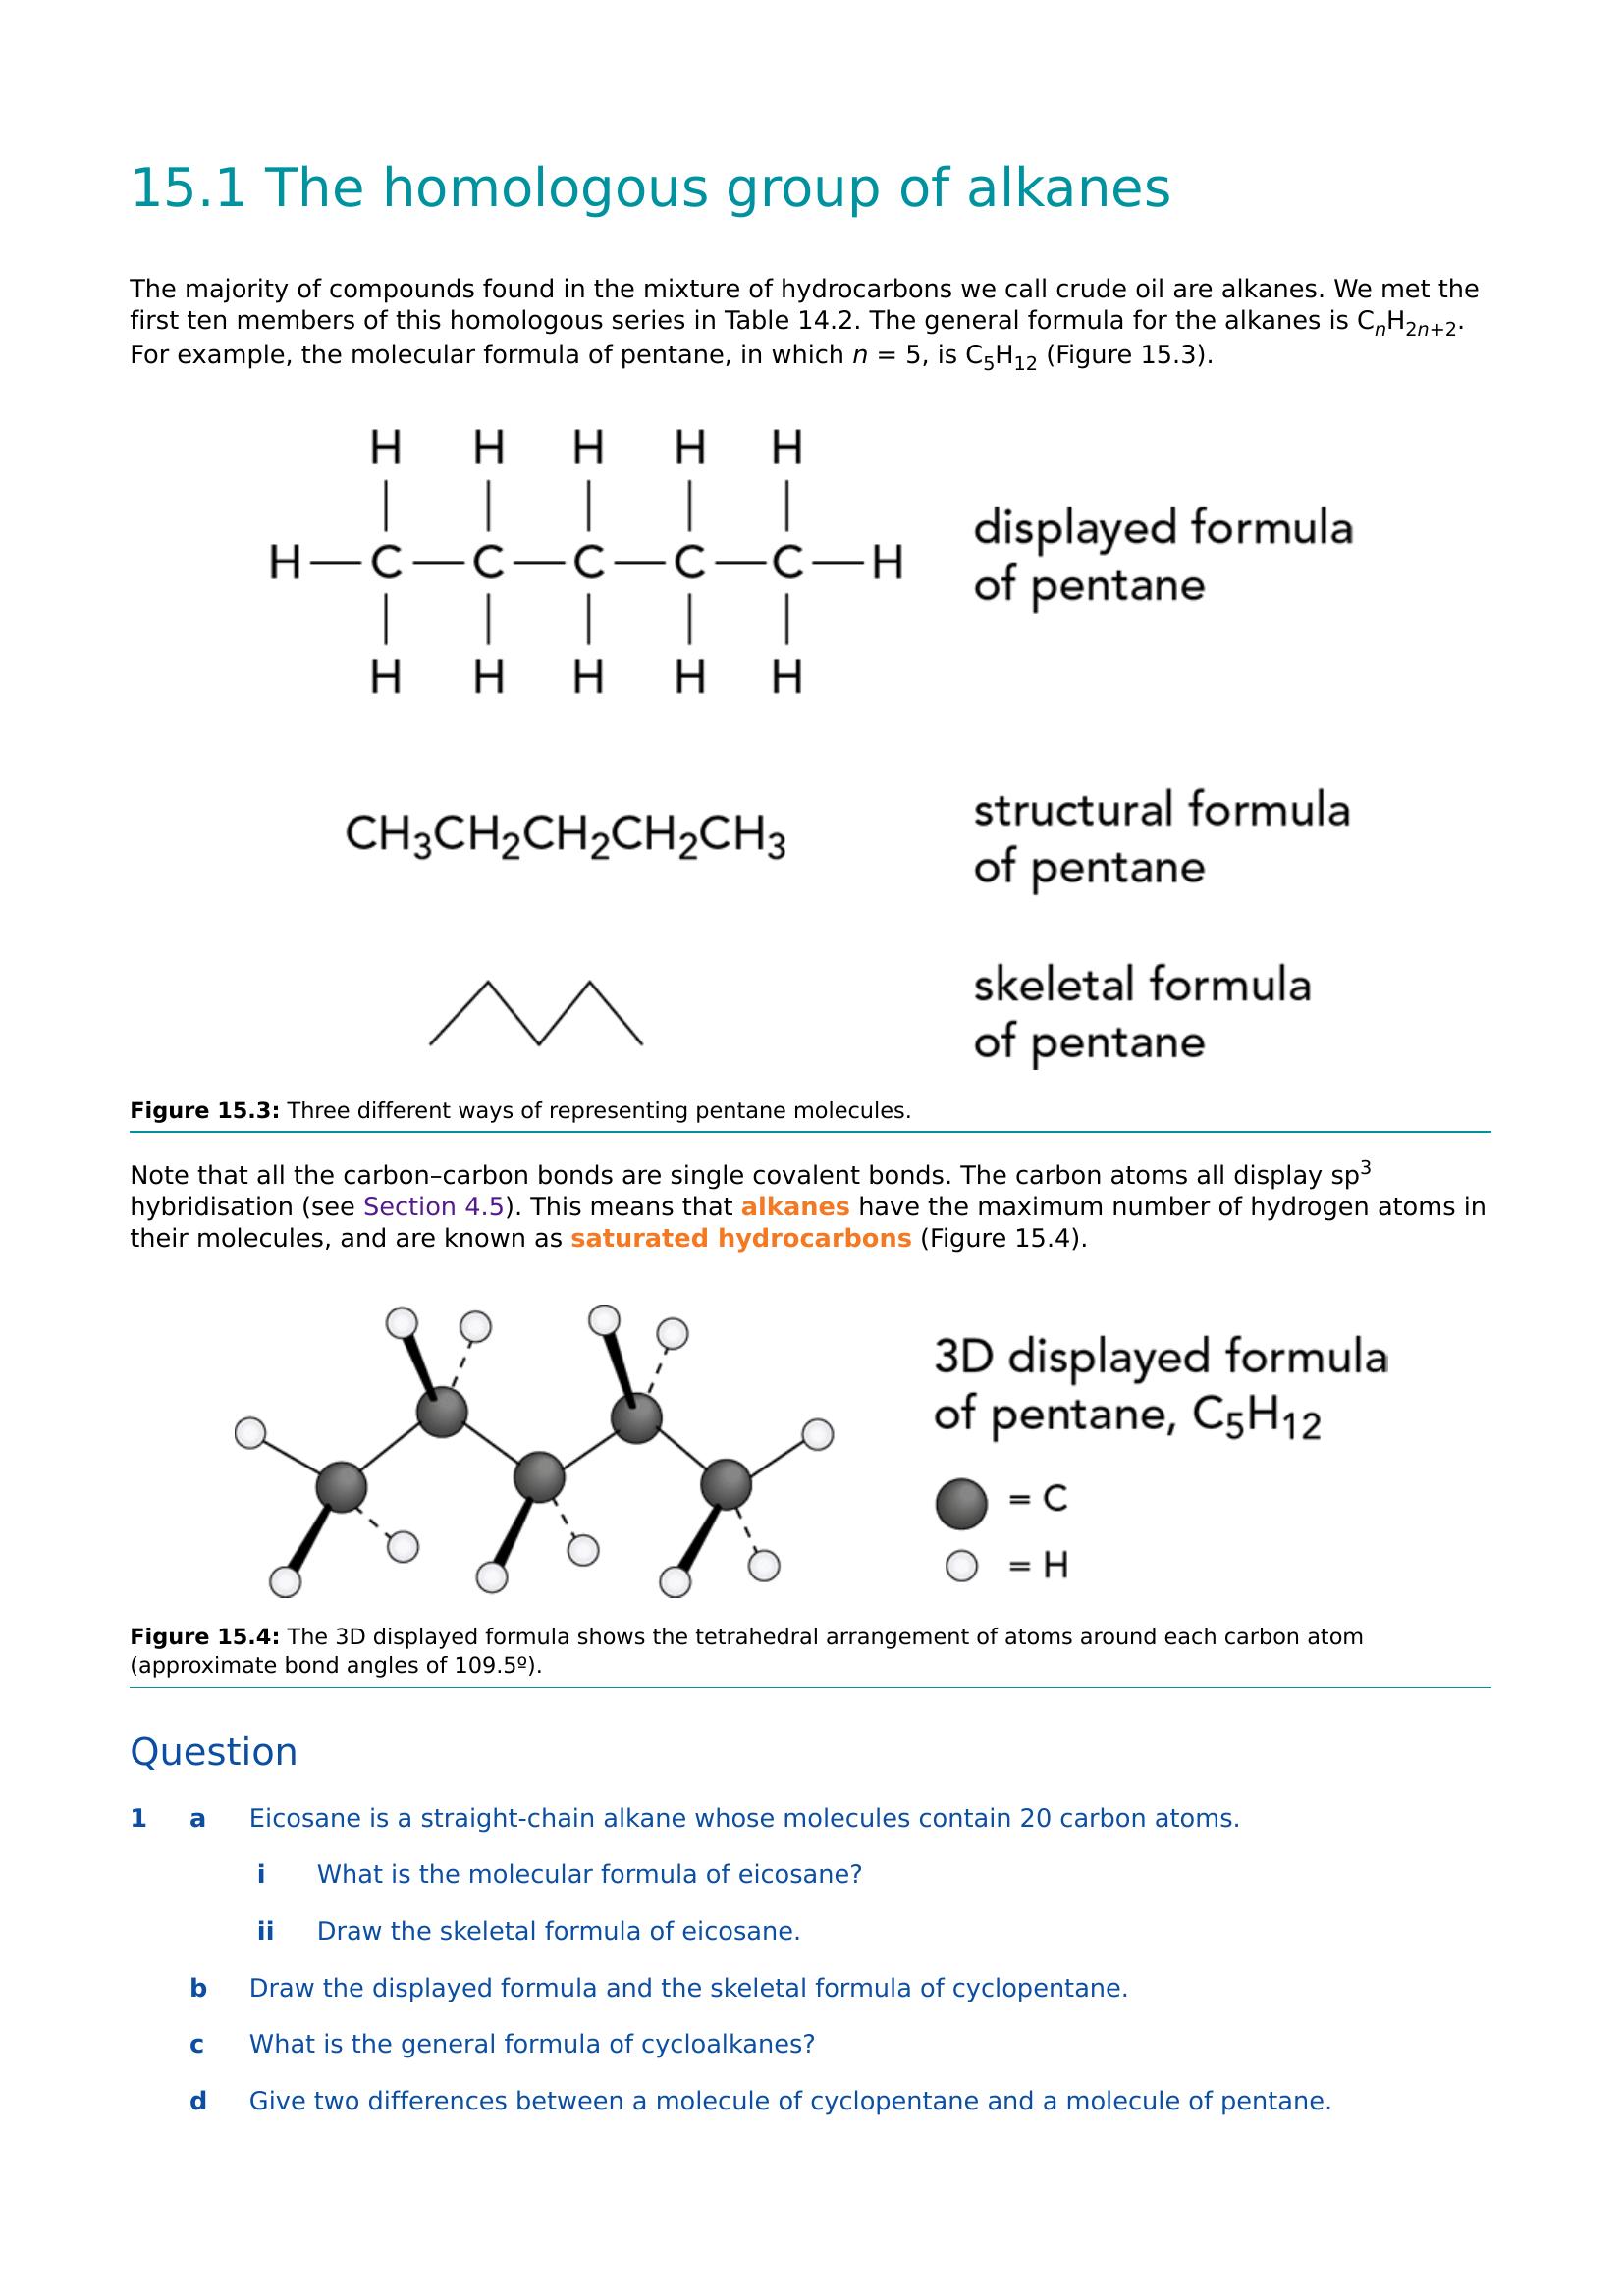 15.1 The homologous group of alkanes
The majority of compounds found in the mixture of hydrocarbons we call crude oil are alkanes. We met the
first ten members of this homologous series in Table 14.2. The general formula for the alkanes is CₙH₂ₙ₊₂.
For example, the molecular formula of pentane, in which n = 5, is C₅H₁₂ (Figure 15.3).
H H H H H
H—C—C—C—C—C—H
H H H H H
displayed formula
of pentane
CH₃CH₂CH₂CH₂CH₃
structural formula
of pentane
skeletal formula
of pentane
Figure 15.3: Three different ways of representing pentane molecules.
Note that all the carbon–carbon bonds are single covalent bonds. The carbon atoms all display sp³
hybridisation (see Section 4.5). This means that alkanes have the maximum number of hydrogen atoms in
their molecules, and are known as saturated hydrocarbons (Figure 15.4).
3D displayed formula
of pentane, C₅H₁₂
= C
= H
Figure 15.4: The 3D displayed formula shows the tetrahedral arrangement of atoms around each carbon atom
(approximate bond angles of 109.5º).
Question
1 a Eicosane is a straight-chain alkane whose molecules contain 20 carbon atoms.
i What is the molecular formula of eicosane?
ii Draw the skeletal formula of eicosane.
b Draw the displayed formula and the skeletal formula of cyclopentane.
c What is the general formula of cycloalkanes?
d Give two differences between a molecule of cyclopentane and a molecule of pentane.